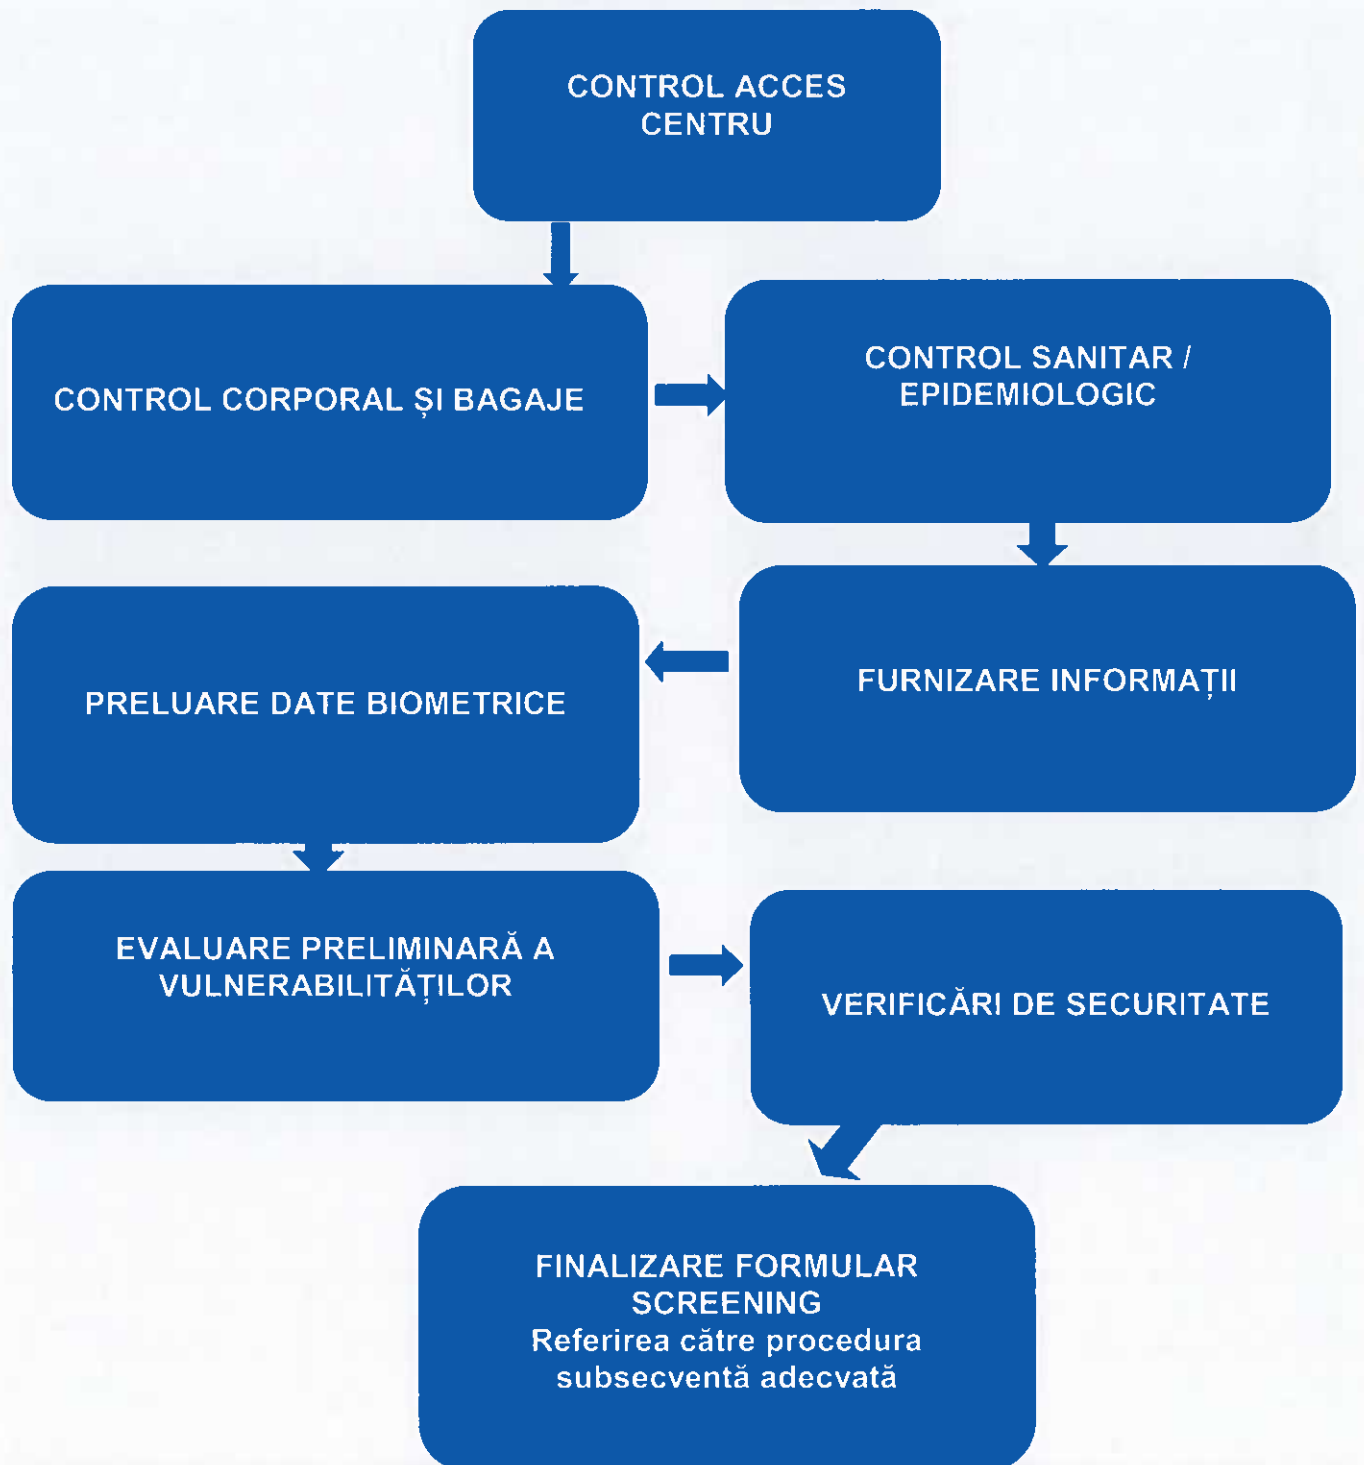 CONTROL ACCES
CENTRU
CONTROL CORPORAL ȘI BAGAJE
CONTROL SANITAR /
EPIDEMIOLOGIC
FURNIZARE INFORMAȚII
PRELUARE DATE BIOMETRICE
EVALUARE PRELIMINARĂ A
VULNERABILITĂȚILOR
VERIFICĂRI DE SECURITATE
FINALIZARE FORMULAR
SCREENING
Referirea către procedura
subsecventă adecvată